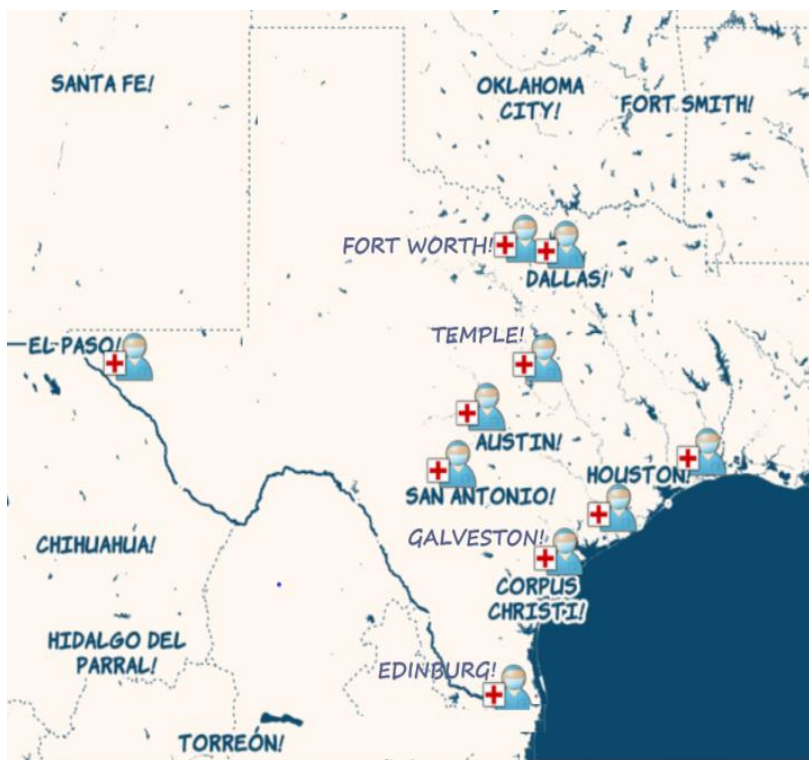 SANTA FE!
OKLAHOMA
CITY!
FORT SMITH!
FORT WORTH!
DALLAS!
TEMPLE!
EL PASO!
AUSTIN!
HOUSTON!
SAN ANTONIO!
GALVESTON!
CHIHUAHUA!
CORPUS
CHRISTI!
HIDALGO DEL
PARRAL!
EDINBURG!
TORREÓN!